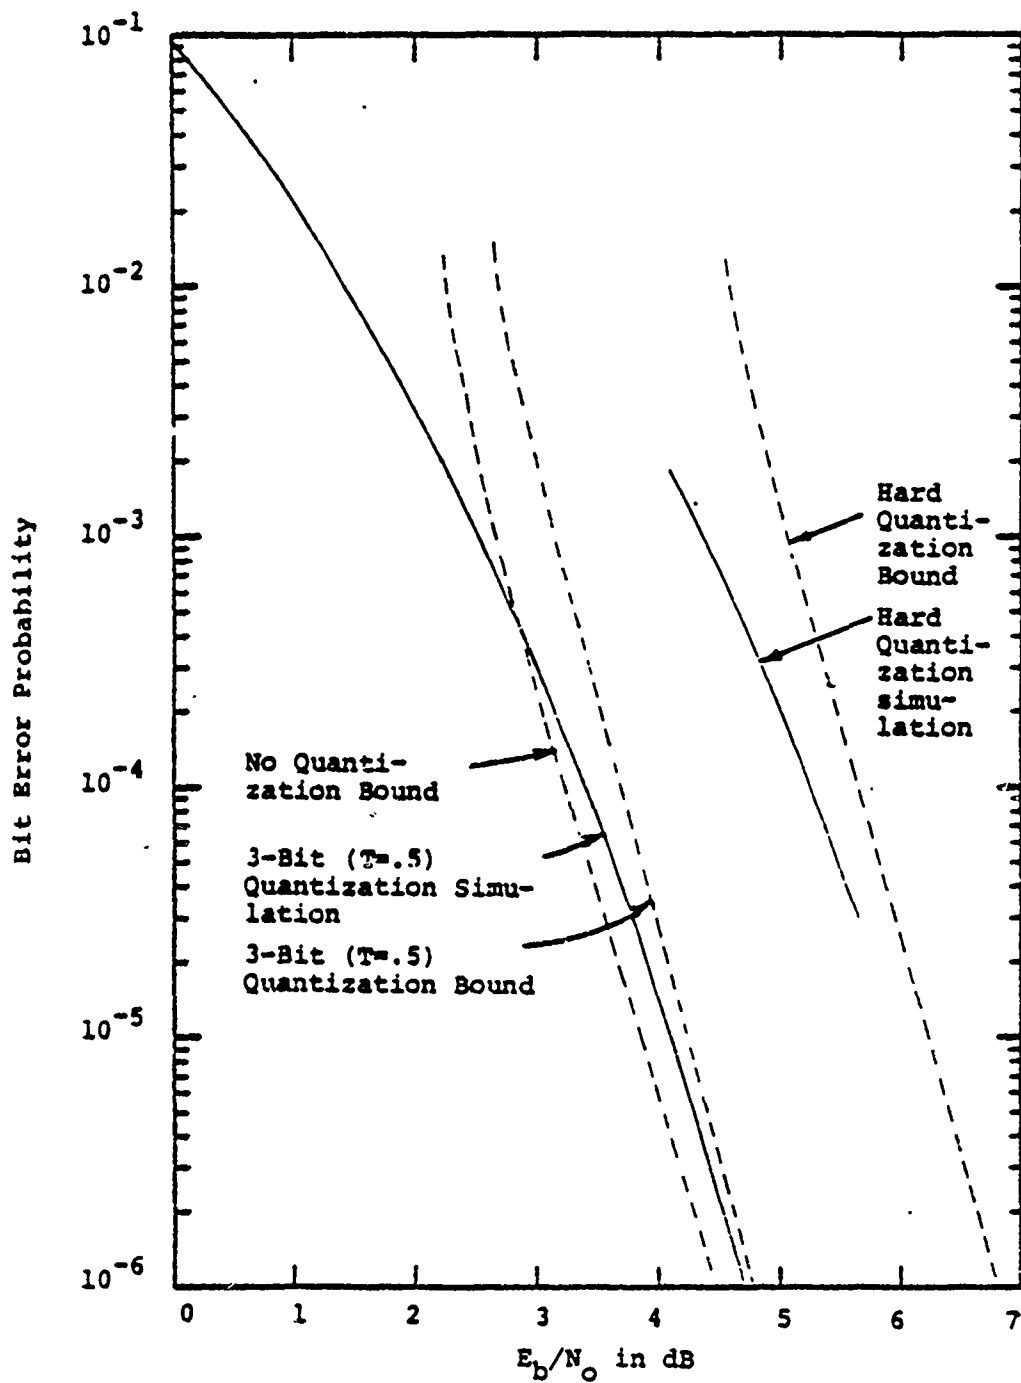 10^-1
10^-2
10^-3
10^-4
10^-5
10^-6
Bit Error Probability
Hard
Quanti-
zation
Bound
Hard
Quanti-
zation
simu-
lation
No Quanti-
zation Bound
3-Bit (T=.5)
Quantization Simu-
lation
3-Bit (T=.5)
Quantization Bound
0 1 2 3 4 5 6 7
E_b/N_o in dB